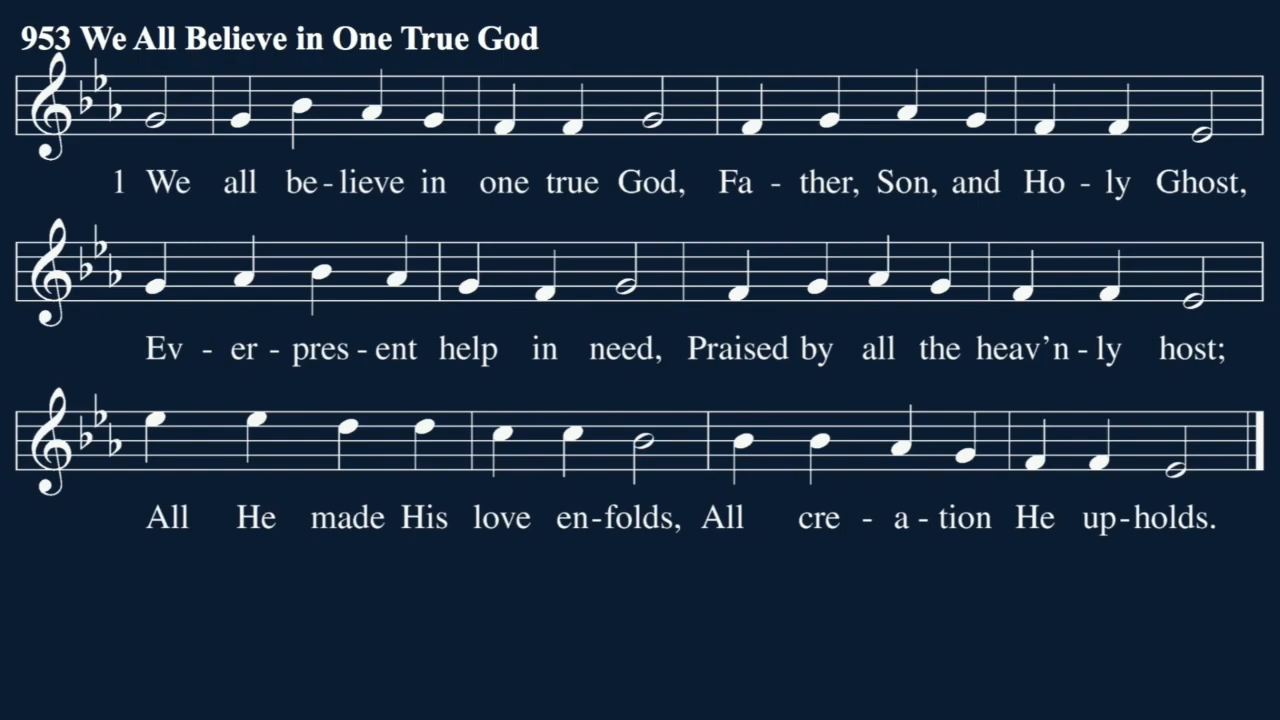 953 We All Believe in One True God
1 We all be - lieve in one true God, Fa - ther, Son, and Ho - ly Ghost,
Ev - er - pres - ent help in need, Praised by all the heav’n - ly host;
All He made His love en - folds, All cre - a - tion He up - holds.